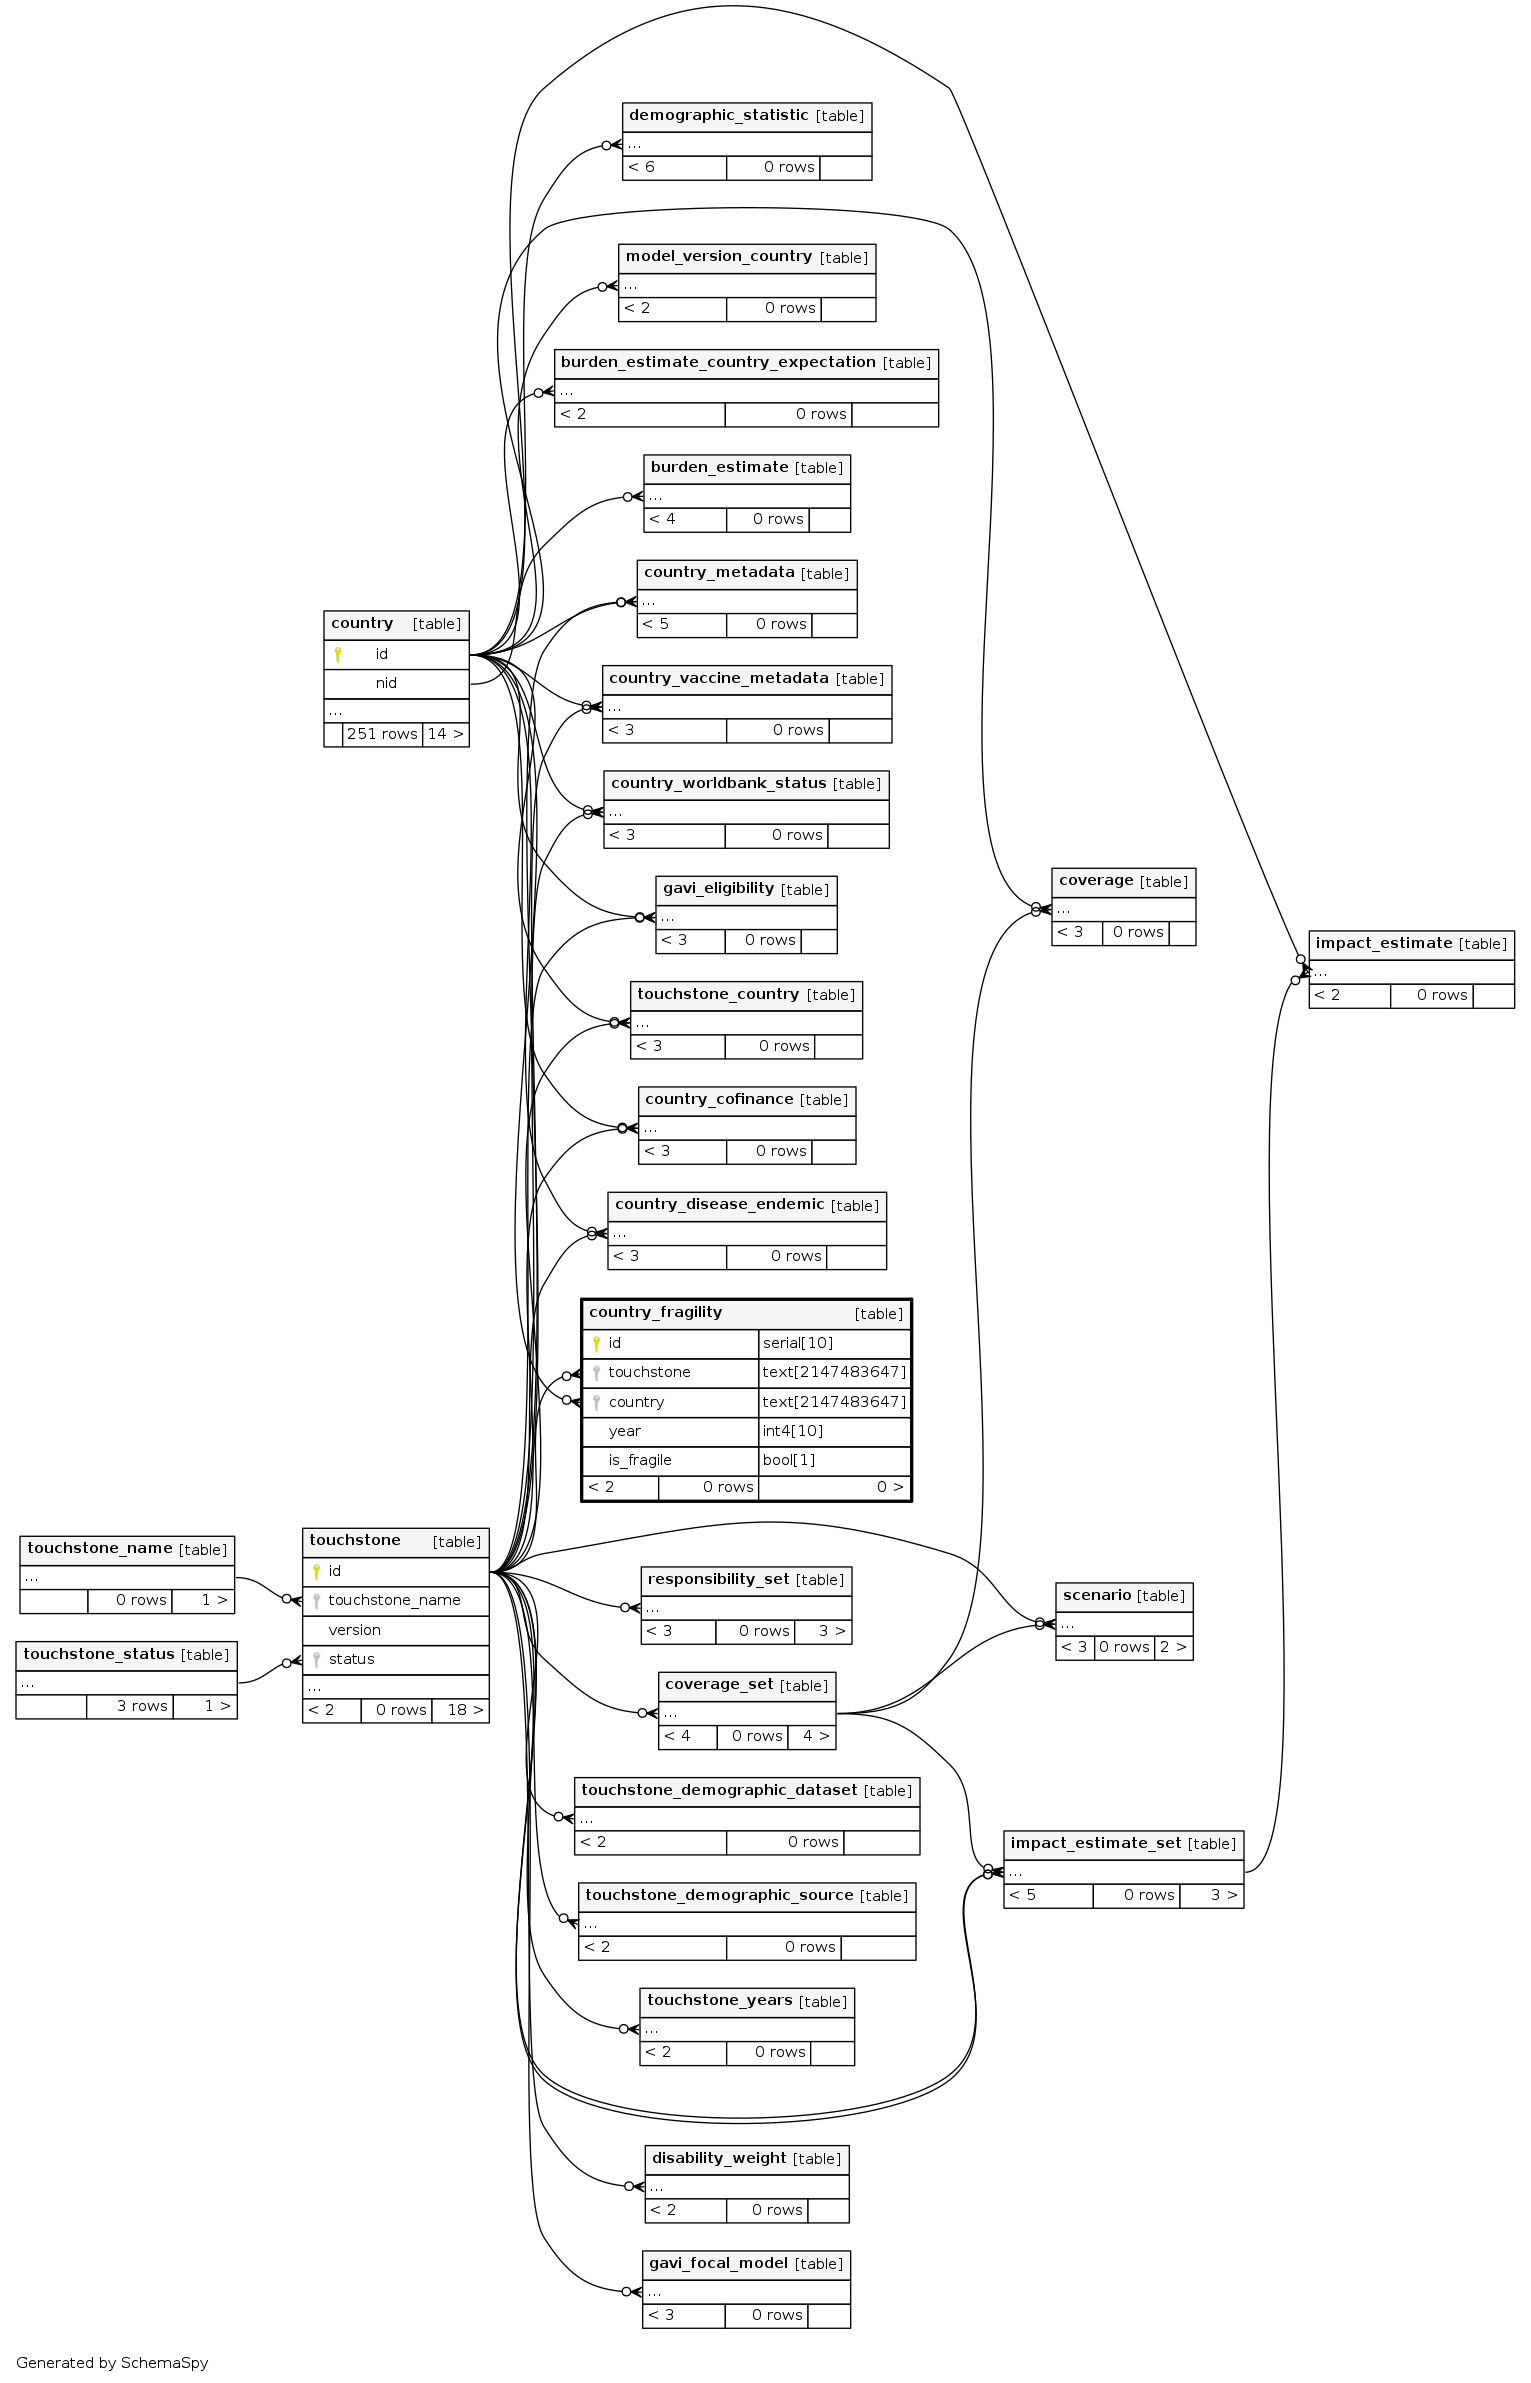 demographic_statistic [table]
...
< 6 0 rows
model_version_country [table]
...
< 2 0 rows
burden_estimate_country_expectation [table]
...
< 2 0 rows
burden_estimate [table]
...
< 4 0 rows
country_metadata [table]
...
< 5 0 rows
country [table]
id
nid
...
251 rows 14 >
country_vaccine_metadata [table]
...
< 3 0 rows
country_worldbank_status [table]
...
< 3 0 rows
gavi_eligibility [table]
...
< 3 0 rows
coverage [table]
...
< 3 0 rows
impact_estimate [table]
...
< 2 0 rows
touchstone_country [table]
...
< 3 0 rows
country_cofinance [table]
...
< 3 0 rows
country_disease_endemic [table]
...
< 3 0 rows
country_fragility [table]
id serial[10]
touchstone text[2147483647]
country text[2147483647]
year int4[10]
is_fragile bool[1]
< 2 0 rows 0 >
touchstone_name [table]
...
0 rows 1 >
touchstone_status [table]
...
3 rows 1 >
touchstone [table]
id
touchstone_name
version
status
...
< 2 0 rows 18 >
responsibility_set [table]
...
< 3 0 rows 3 >
scenario [table]
...
< 3 0 rows 2 >
coverage_set [table]
...
< 4 0 rows 4 >
touchstone_demographic_dataset [table]
...
< 2 0 rows
impact_estimate_set [table]
...
< 5 0 rows 3 >
touchstone_demographic_source [table]
...
< 2 0 rows
touchstone_years [table]
...
< 2 0 rows
disability_weight [table]
...
< 2 0 rows
gavi_focal_model [table]
...
< 3 0 rows
Generated by SchemaSpy